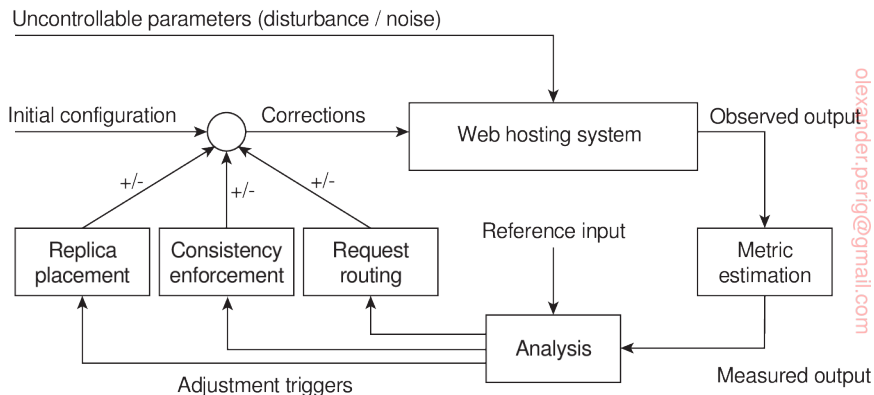 Uncontrollable parameters (disturbance / noise)
Initial configuration
Corrections
Web hosting system
Observed output
+/-
+/-
+/-
Replica
placement
Consistency
enforcement
Request
routing
Reference input
Metric
estimation
Analysis
Adjustment triggers
Measured output
olexander.perig@gmail.com